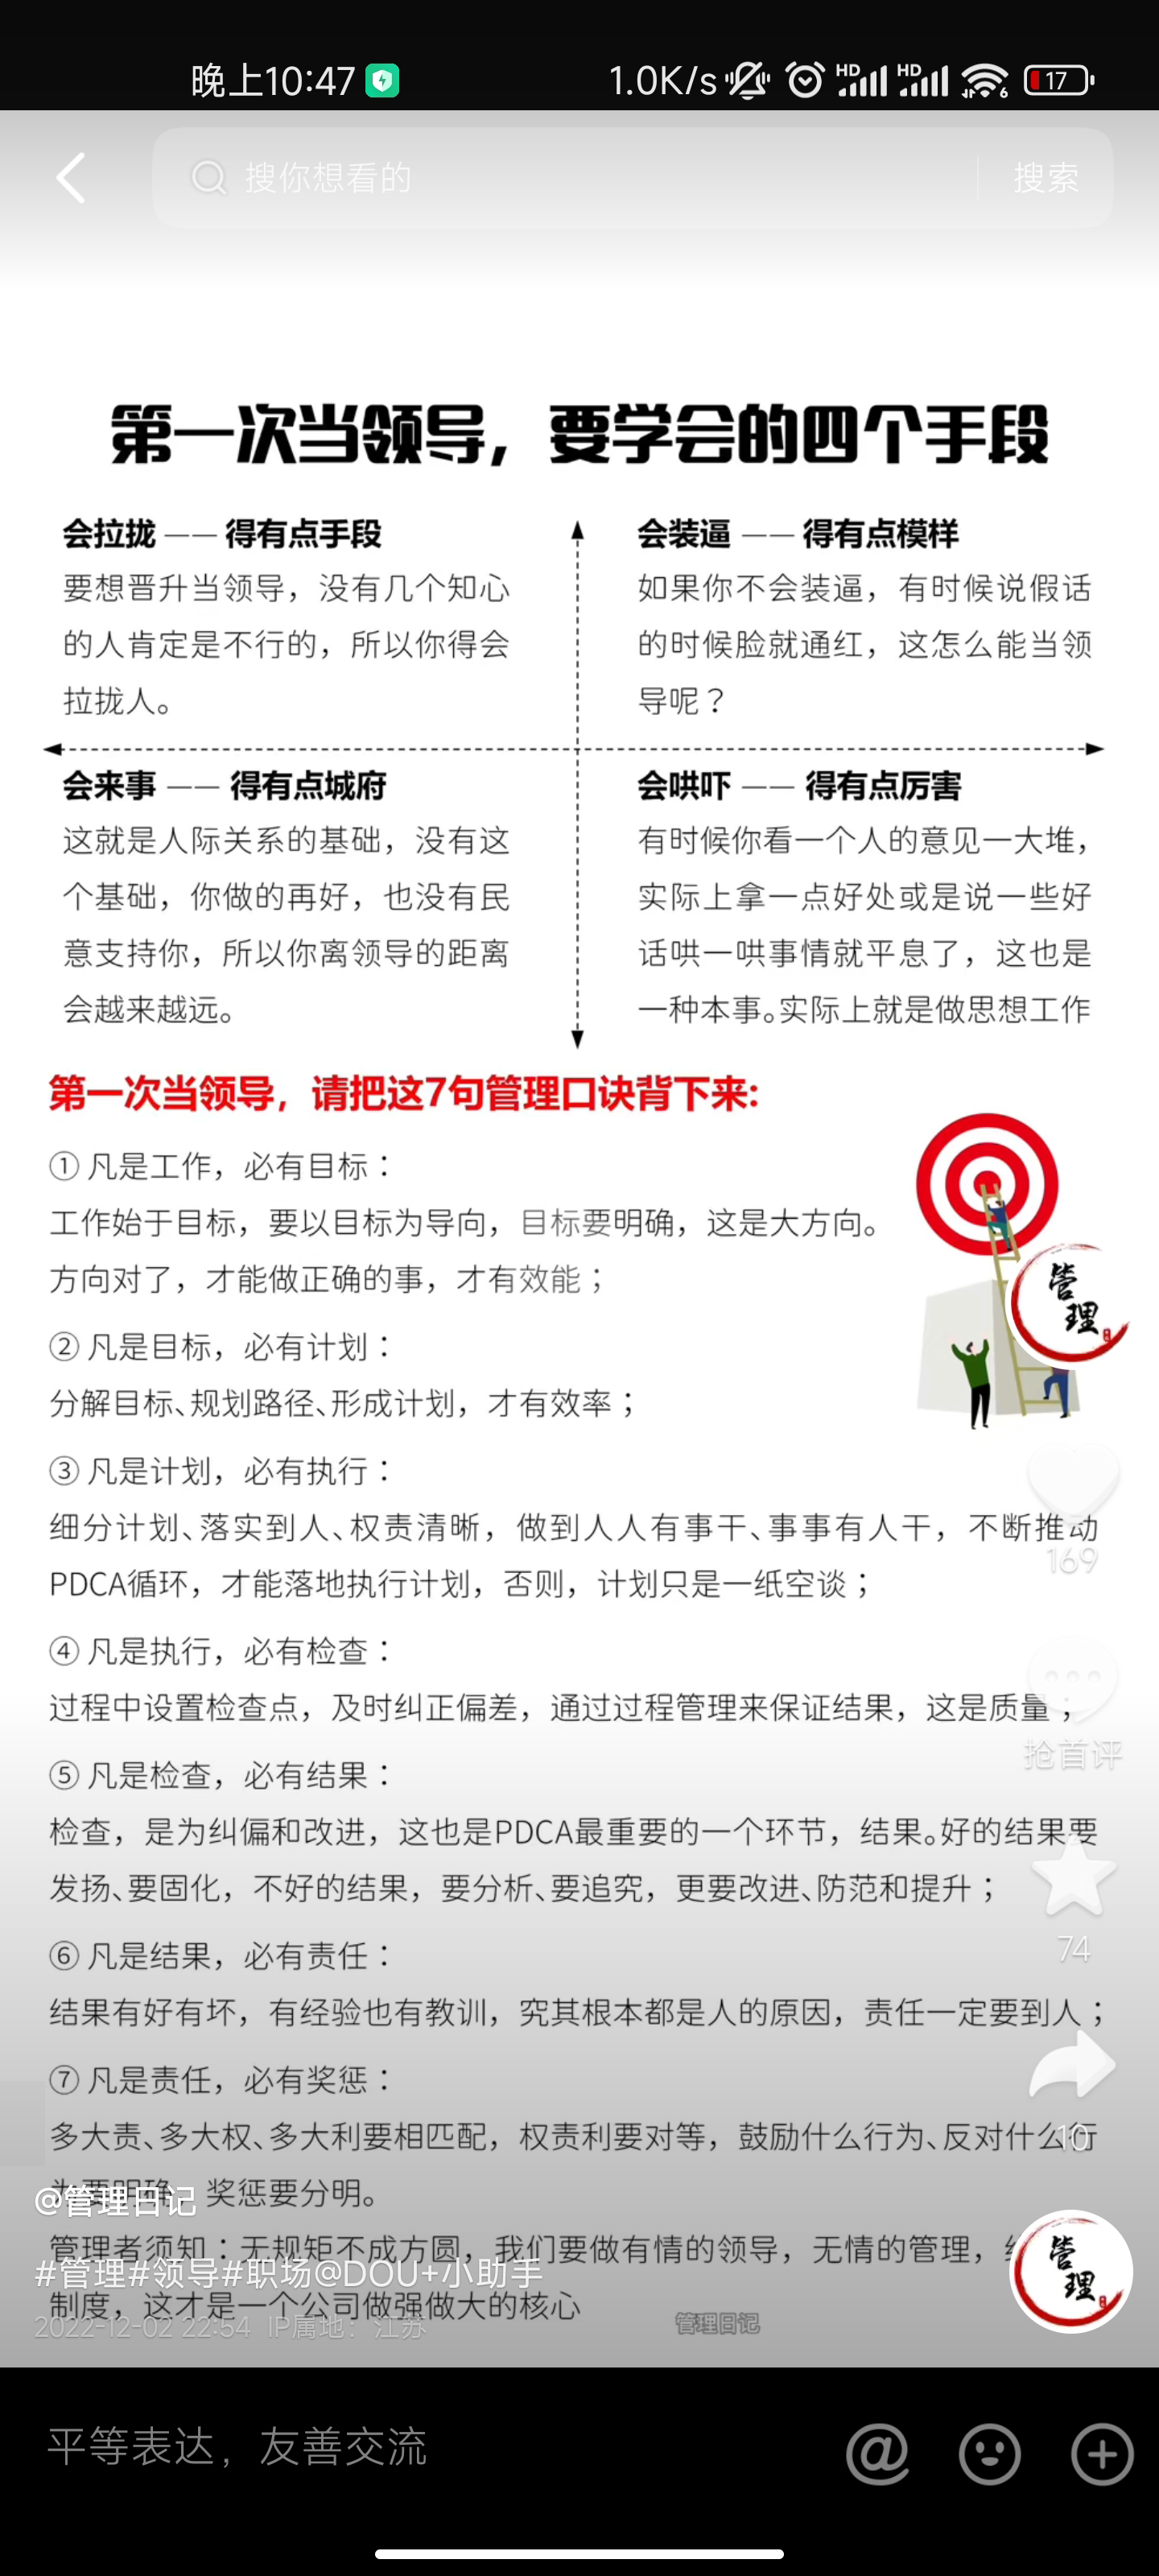 晚上10:47
1.0K/s
HD
HD
6
17
搜你想看的
搜索
第一次当领导，要学会的四个手段
会拉拢 —— 得有点手段
要想晋升当领导，没有几个知心
的人肯定是不行的，所以你得会
拉拢人。
会装逼 —— 得有点模样
如果你不会装逼，有时候说假话
的时候脸就通红，这怎么能当领
导呢？
会来事 —— 得有点城府
这就是人际关系的基础，没有这
个基础，你做的再好，也没有民
意支持你，所以你离领导的距离
会越来越远。
会哄吓 —— 得有点厉害
有时候你看一个人的意见一大堆，
实际上拿一点好处或是说一些好
话哄一哄事情就平息了，这也是
一种本事。实际上就是做思想工作
第一次当领导，请把这7句管理口诀背下来：
① 凡是工作，必有目标：
工作始于目标，要以目标为导向，目标要明确，这是大方向。
方向对了，才能做正确的事，才有效能；
② 凡是目标，必有计划：
分解目标、规划路径、形成计划，才有效率；
③ 凡是计划，必有执行：
细分计划、落实到人、权责清晰，做到人人有事干、事事有人干，不断推动
PDCA循环，才能落地执行计划，否则，计划只是一纸空谈；
④ 凡是执行，必有检查：
过程中设置检查点，及时纠正偏差，通过过程管理来保证结果，这是质量；
⑤ 凡是检查，必有结果：
检查，是为纠偏和改进，这也是PDCA最重要的一个环节，结果。好的结果要
发扬、要固化，不好的结果，要分析、要追究，更要改进、防范和提升；
⑥ 凡是结果，必有责任：
结果有好有坏，有经验也有教训，究其根本都是人的原因，责任一定要到人；
⑦ 凡是责任，必有奖惩：
多大责、多大权、多大利要相匹配，权责利要对等，鼓励什么行为、反对什么行
为要明确，奖惩要分明。
管理者须知：无规矩不成方圆，我们要做有情的领导，无情的管理，
制度，这才是一个公司做强做大的核心
管理
169
抢首评
74
10
@管理日记
#管理#领导#职场@DOU+小助手
2022-12-02 22:54 IP属地：江苏
管理日记
管理
平等表达，友善交流